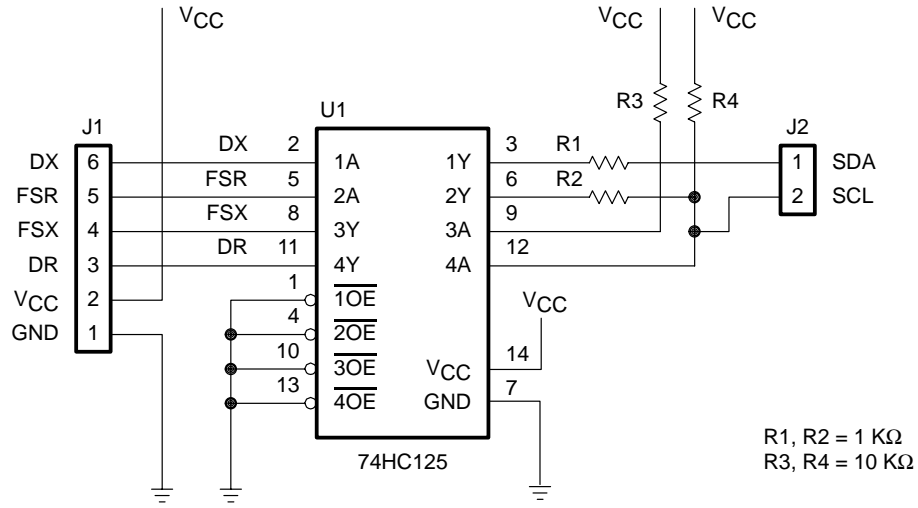 VCC VCC VCC
R3 R4
U1
J1 J2
DX 6 DX 2 1A 1Y 3 R1 1 SDA
FSR 5 FSR 5 2A 2Y 6 R2 2 SCL
FSX 4 FSX 8 3Y 3A 9
DR 3 DR 11 4Y 4A 12
VCC 2 1 1OE
GND 1 4 2OE VCC
10 3OE VCC 14
13 4OE GND 7
74HC125
R1, R2 = 1 KΩ
R3, R4 = 10 KΩ